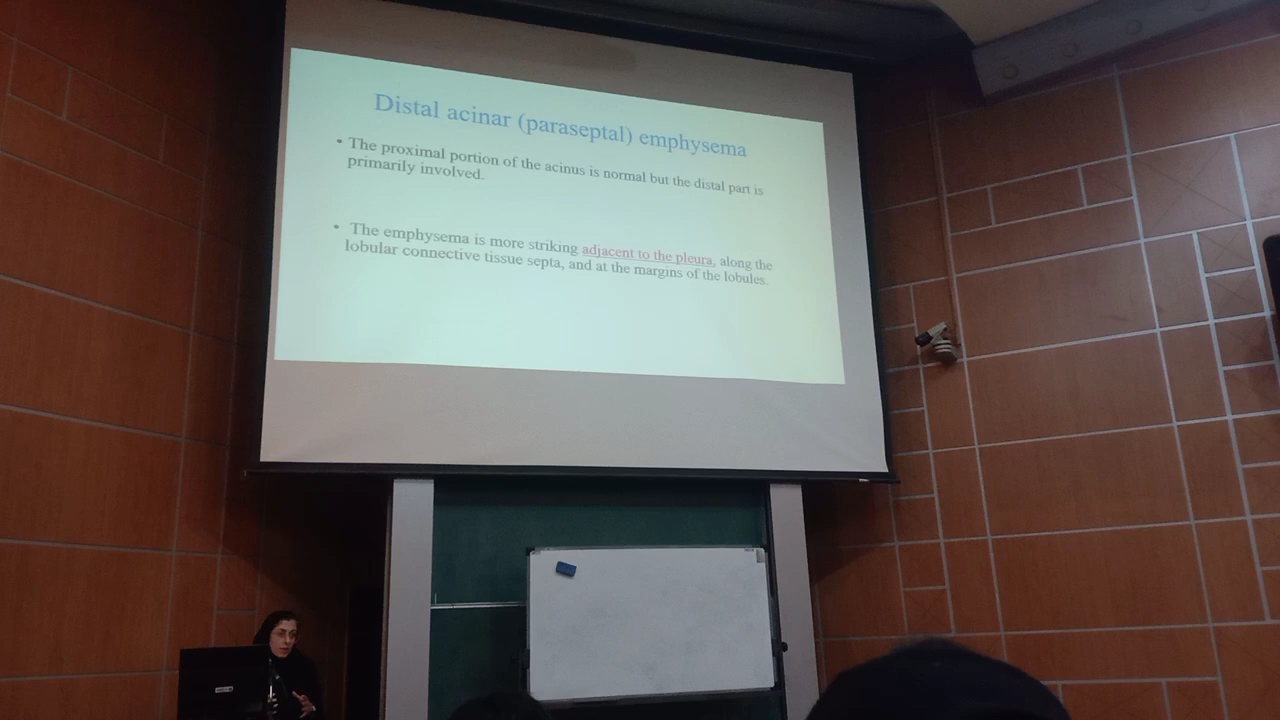 Distal acinar (paraseptal) emphysema
• The proximal portion of the acinus is normal but the distal part is
primarily involved.
• The emphysema is more striking adjacent to the pleura, along the
lobular connective tissue septa, and at the margins of the lobules.